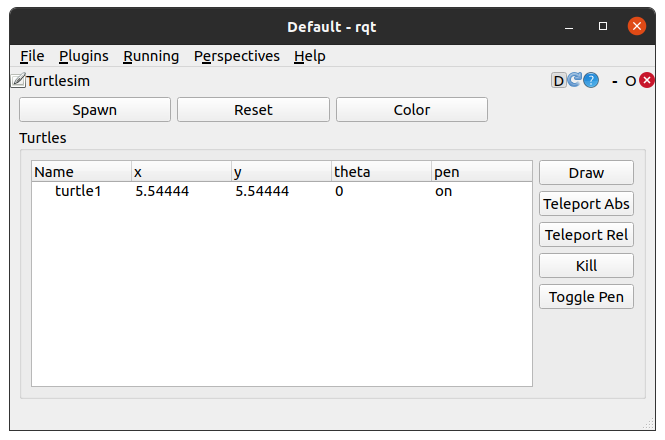 Default - rqt
File Plugins Running Perspectives Help
Turtlesim D ? - O
Spawn Reset Color
Turtles
Name x y theta pen
turtle1 5.54444 5.54444 0 on
Draw
Teleport Abs
Teleport Rel
Kill
Toggle Pen